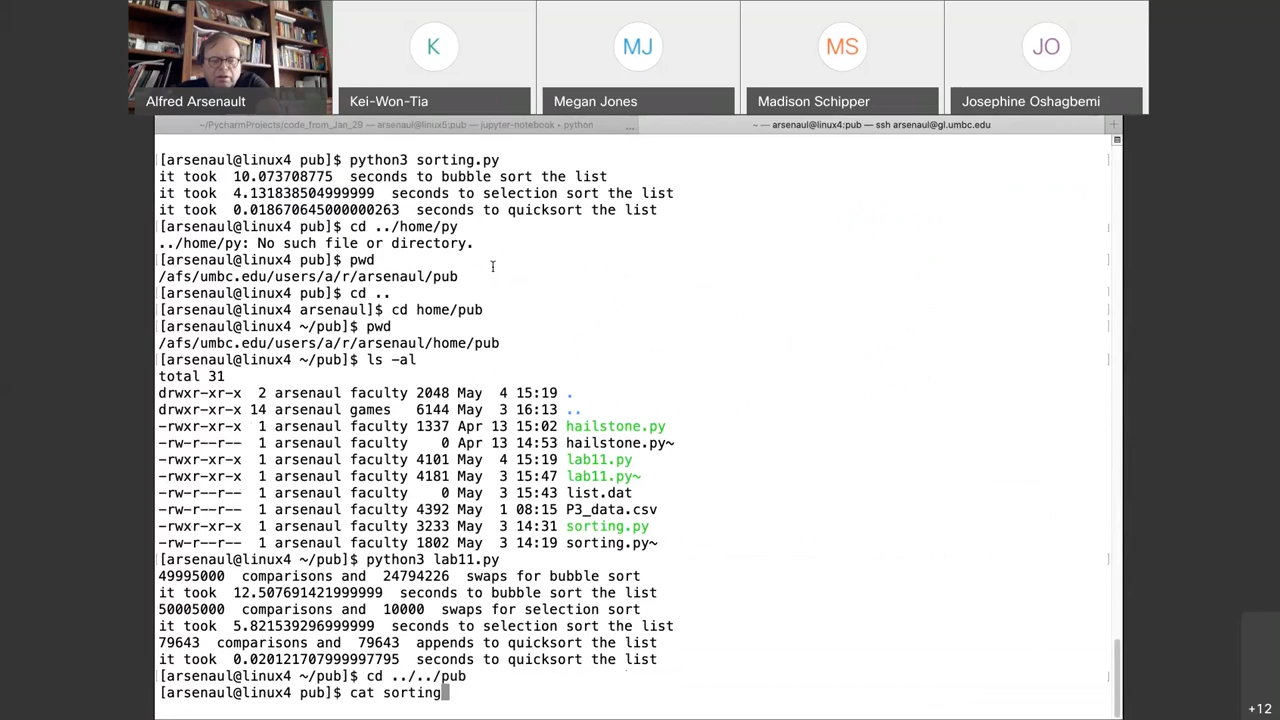 K
MJ
MS
JO
Alfred Arsenault
Kei-Won-Tia
Megan Jones
Madison Schipper
Josephine Oshagbemi
~/PycharmProjects/code_from_Jan_29 — arsenaul@linux5:pub — jupyter-notebook • python ...
~ — arsenaul@linux4:pub — ssh arsenaul@gl.umbc.edu
+
[arsenaul@linux4 pub]$ python3 sorting.py
it took  10.073708775  seconds to bubble sort the list
it took  4.131838504999999  seconds to selection sort the list
it took  0.018670645000000263  seconds to quicksort the list
[arsenaul@linux4 pub]$ cd ../home/py
../home/py: No such file or directory.
[arsenaul@linux4 pub]$ pwd
/afs/umbc.edu/users/a/r/arsenaul/pub
[arsenaul@linux4 pub]$ cd ..
[arsenaul@linux4 arsenaul]$ cd home/pub
[arsenaul@linux4 ~/pub]$ pwd
/afs/umbc.edu/users/a/r/arsenaul/home/pub
[arsenaul@linux4 ~/pub]$ ls -al
total 31
drwxr-xr-x  2 arsenaul faculty 2048 May  4 15:19 .
drwxr-xr-x 14 arsenaul games   6144 May  3 16:13 ..
-rwxr-xr-x  1 arsenaul faculty 1337 Apr 13 15:02 hailstone.py
-rw-r--r--  1 arsenaul faculty    0 Apr 13 14:53 hailstone.py~
-rwxr-xr-x  1 arsenaul faculty 4101 May  4 15:19 lab11.py
-rwxr-xr-x  1 arsenaul faculty 4181 May  3 15:47 lab11.py~
-rw-r--r--  1 arsenaul faculty    0 May  3 15:43 list.dat
-rw-r--r--  1 arsenaul faculty 4392 May  1 08:15 P3_data.csv
-rwxr-xr-x  1 arsenaul faculty 3233 May  3 14:31 sorting.py
-rw-r--r--  1 arsenaul faculty 1802 May  3 14:19 sorting.py~
[arsenaul@linux4 ~/pub]$ python3 lab11.py
49995000  comparisons and  24794226  swaps for bubble sort
it took  12.507691421999999  seconds to bubble sort the list
50005000  comparisons and  10000  swaps for selection sort
it took  5.821539296999999  seconds to selection sort the list
79643  comparisons and  79643  appends to quicksort the list
it took  0.020121707999997795  seconds to quicksort the list
[arsenaul@linux4 ~/pub]$ cd ../../pub
[arsenaul@linux4 pub]$ cat sorting
+12